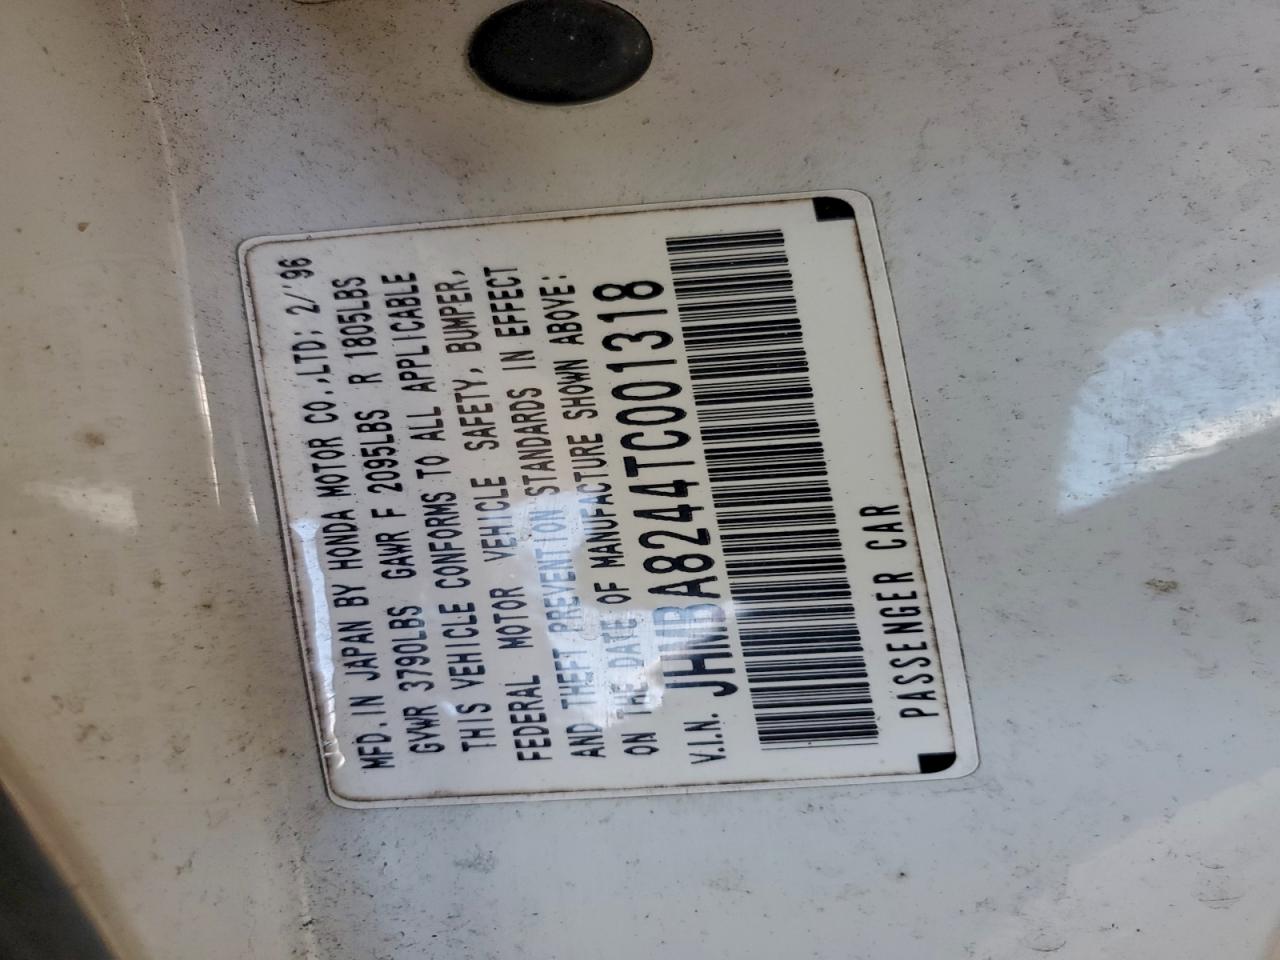 MFD. IN JAPAN BY HONDA MOTOR CO.,LTD; 2/'96
GVWR 3790LBS GAWR F 2095LBS R 1805LBS
THIS VEHICLE CONFORMS TO ALL APPLICABLE
FEDERAL MOTOR VEHICLE SAFETY, BUMPER,
AND THEFT PREVENTION STANDARDS IN EFFECT
ON THE DATE OF MANUFACTURE SHOWN ABOVE:
V.I.N. JHMBA8244TC001318
PASSENGER CAR